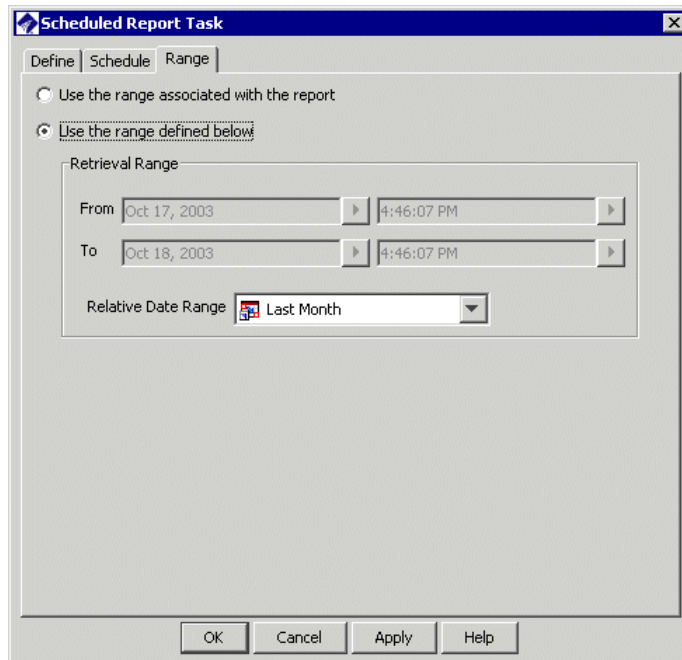 Scheduled Report Task
Define Schedule Range
Use the range associated with the report
Use the range defined below
Retrieval Range
From Oct 17, 2003 4:46:07 PM
To Oct 18, 2003 4:46:07 PM
Relative Date Range Last Month
OK Cancel Apply Help